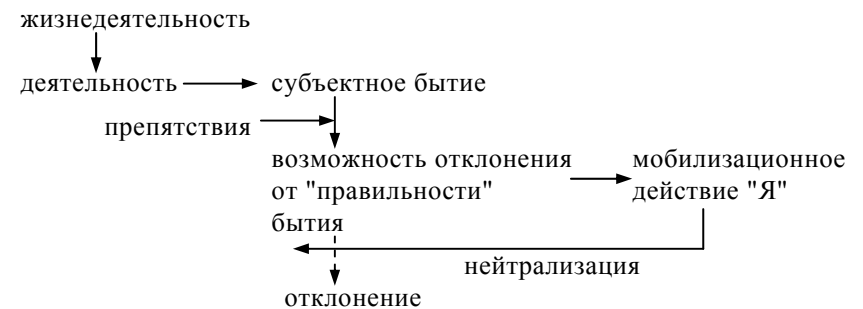 жизнедеятельность
деятельность субъектное бытие
препятствия
возможность отклонения мобилизационное
от "правильности" действие "Я"
бытия
нейтрализация
отклонение